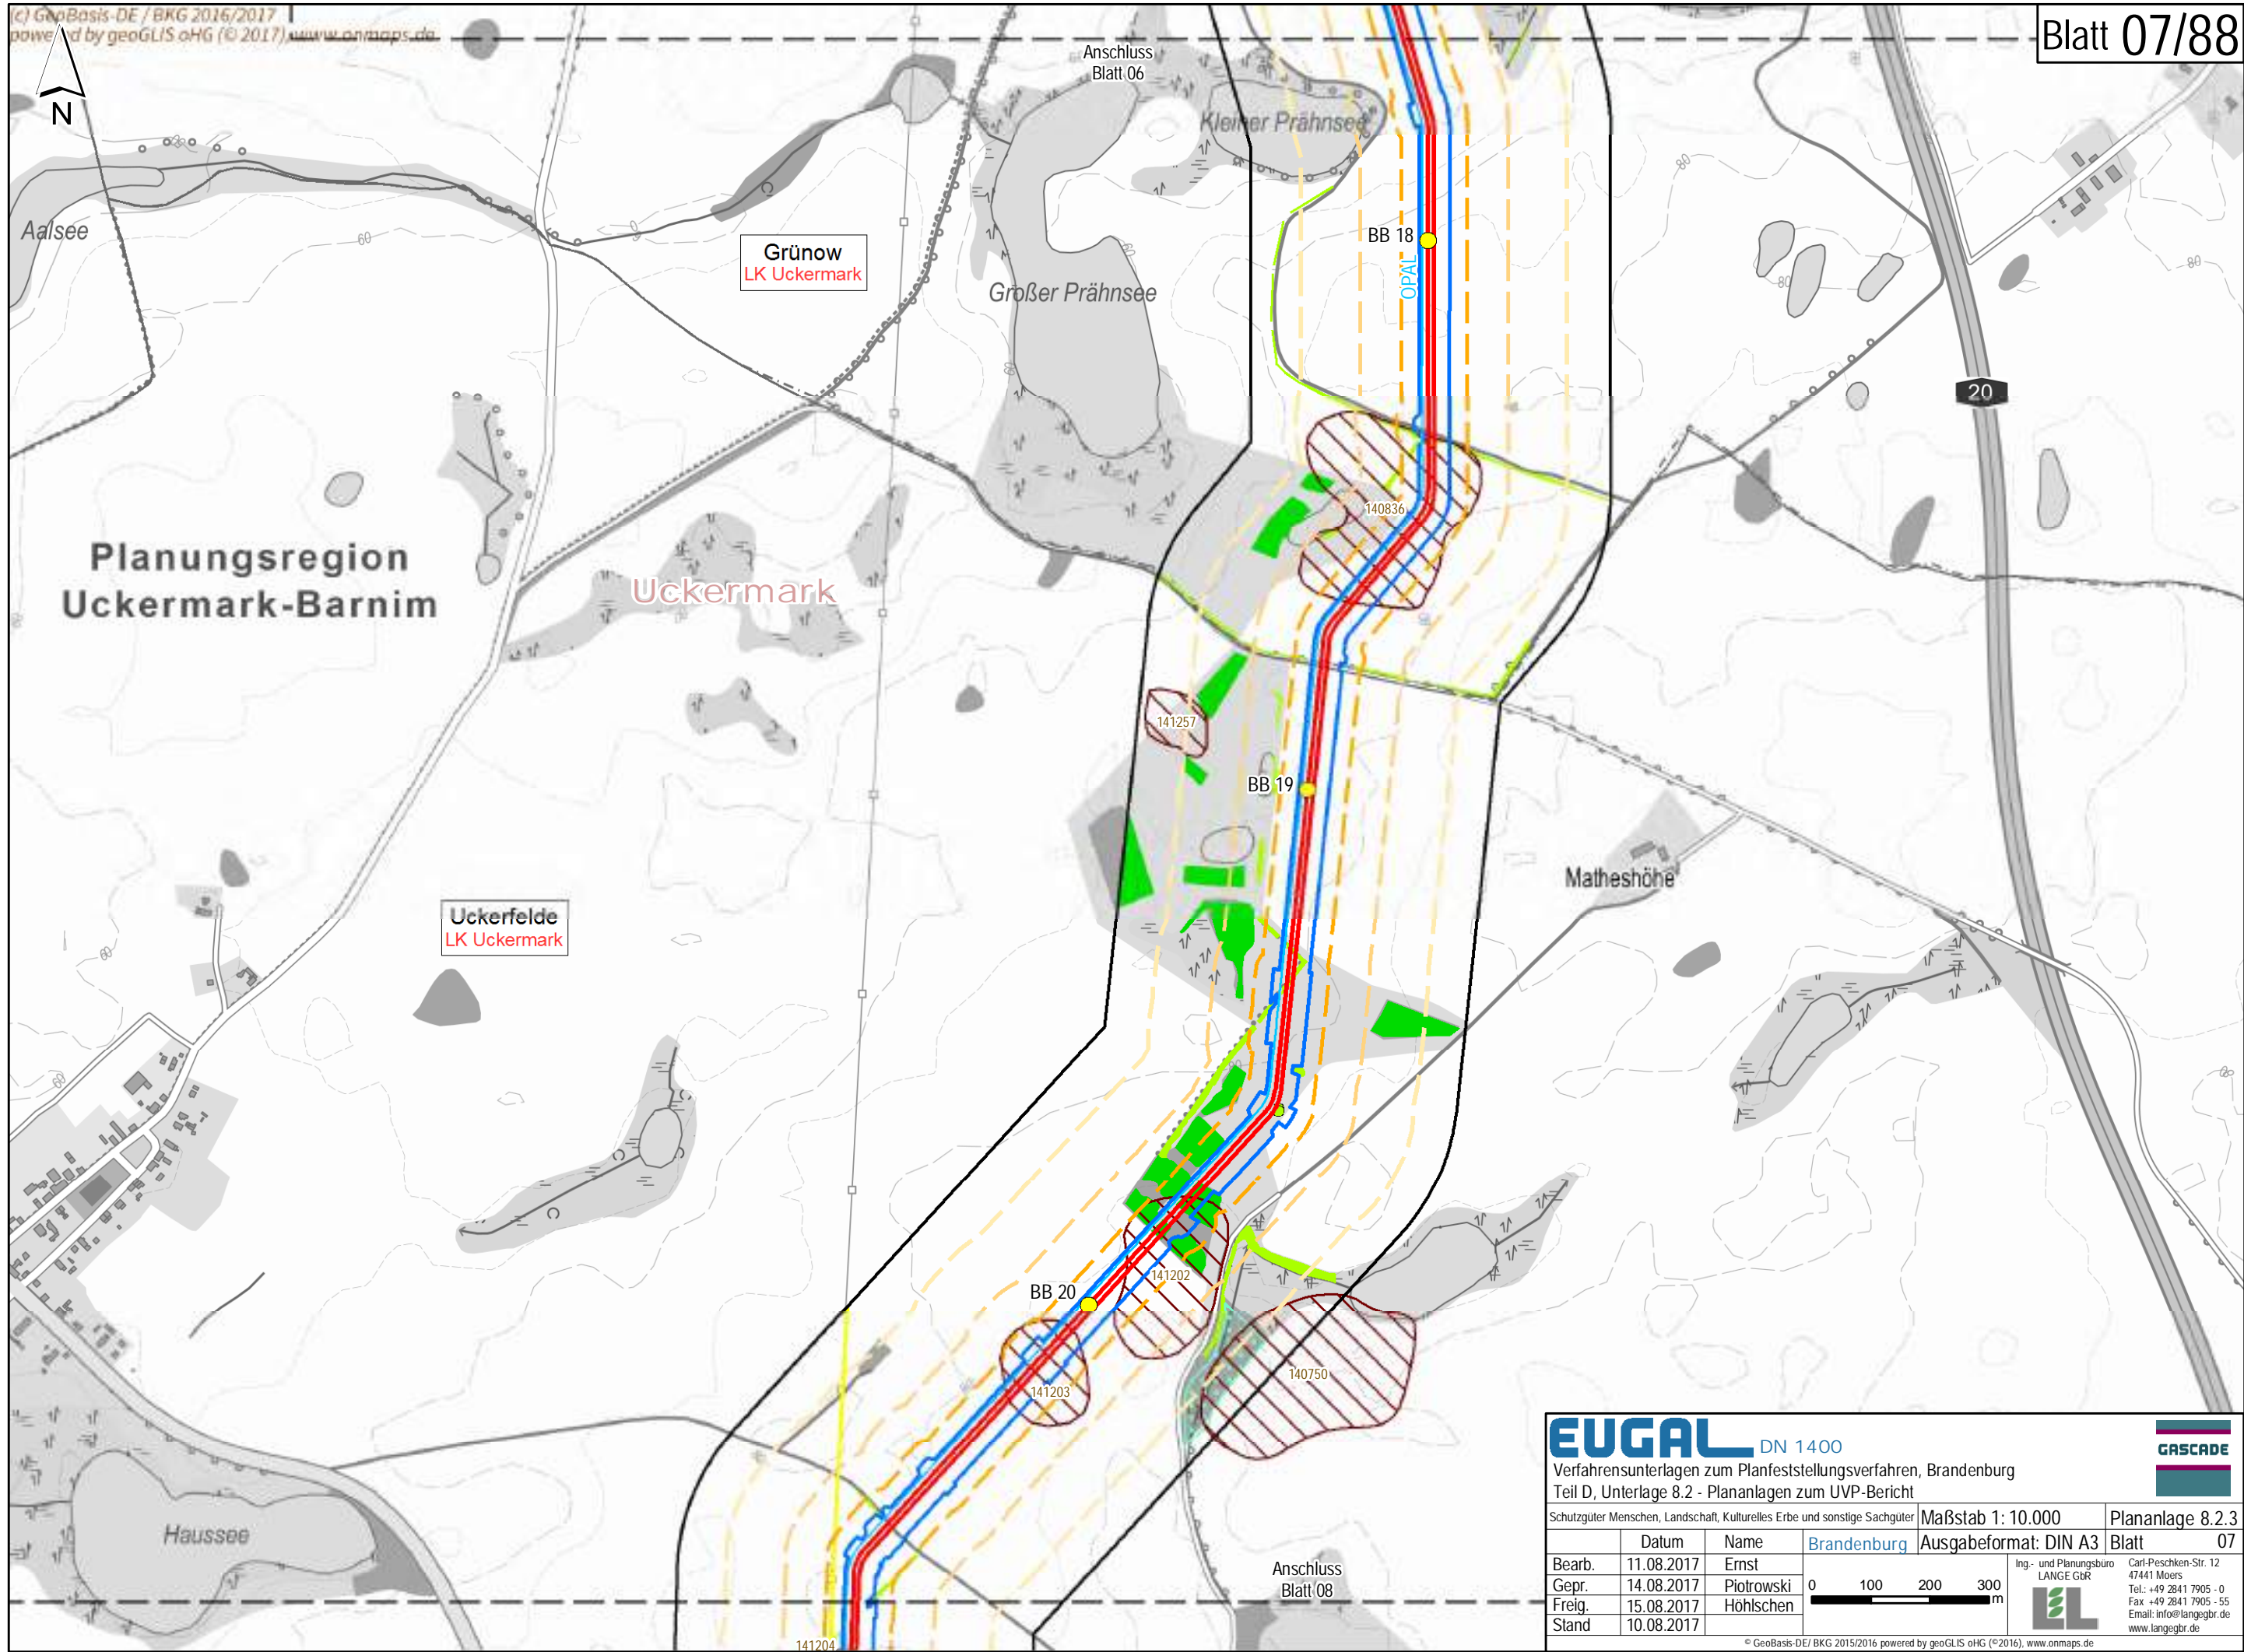 (c) GeoBasis-DE / BKG 2016/2017
powered by geoGLIS oHG (© 2017), www.onmaps.de
Blatt 07/88
N
Anschluss
Blatt 06
Kleiner Prähnsee
Aalsee
Grünow
LK Uckermark
Großer Prähnsee
BB 18
OPAL
20
140836
Planungsregion
Uckermark-Barnim
Uckermark
141257
BB 19
Matheshöhe
Uckerfelde
LK Uckermark
141202
BB 20
140750
141203
Haussee
Anschluss
Blatt 08
141204
60
60
60
80
80
80
EUGAL DN 1400
GASCADE
Verfahrensunterlagen zum Planfeststellungsverfahren, Brandenburg
Teil D, Unterlage 8.2 - Plananlagen zum UVP-Bericht
Schutzgüter Menschen, Landschaft, Kulturelles Erbe und sonstige Sachgüter Maßstab 1: 10.000 Plananlage 8.2.3
Datum Name Brandenburg Ausgabeformat: DIN A3 Blatt 07
Bearb. 11.08.2017 Ernst
Gepr. 14.08.2017 Piotrowski
Freig. 15.08.2017 Höhlschen
Stand 10.08.2017
0 100 200 300
m
Ing.- und Planungsbüro
LANGE GbR
Carl-Peschken-Str. 12
47441 Moers
Tel.: +49 2841 7905 - 0
Fax +49 2841 7905 - 55
Email: info@langegbr.de
www.langegbr.de
© GeoBasis-DE/ BKG 2015/2016 powered by geoGLIS oHG (©2016), www.onmaps.de